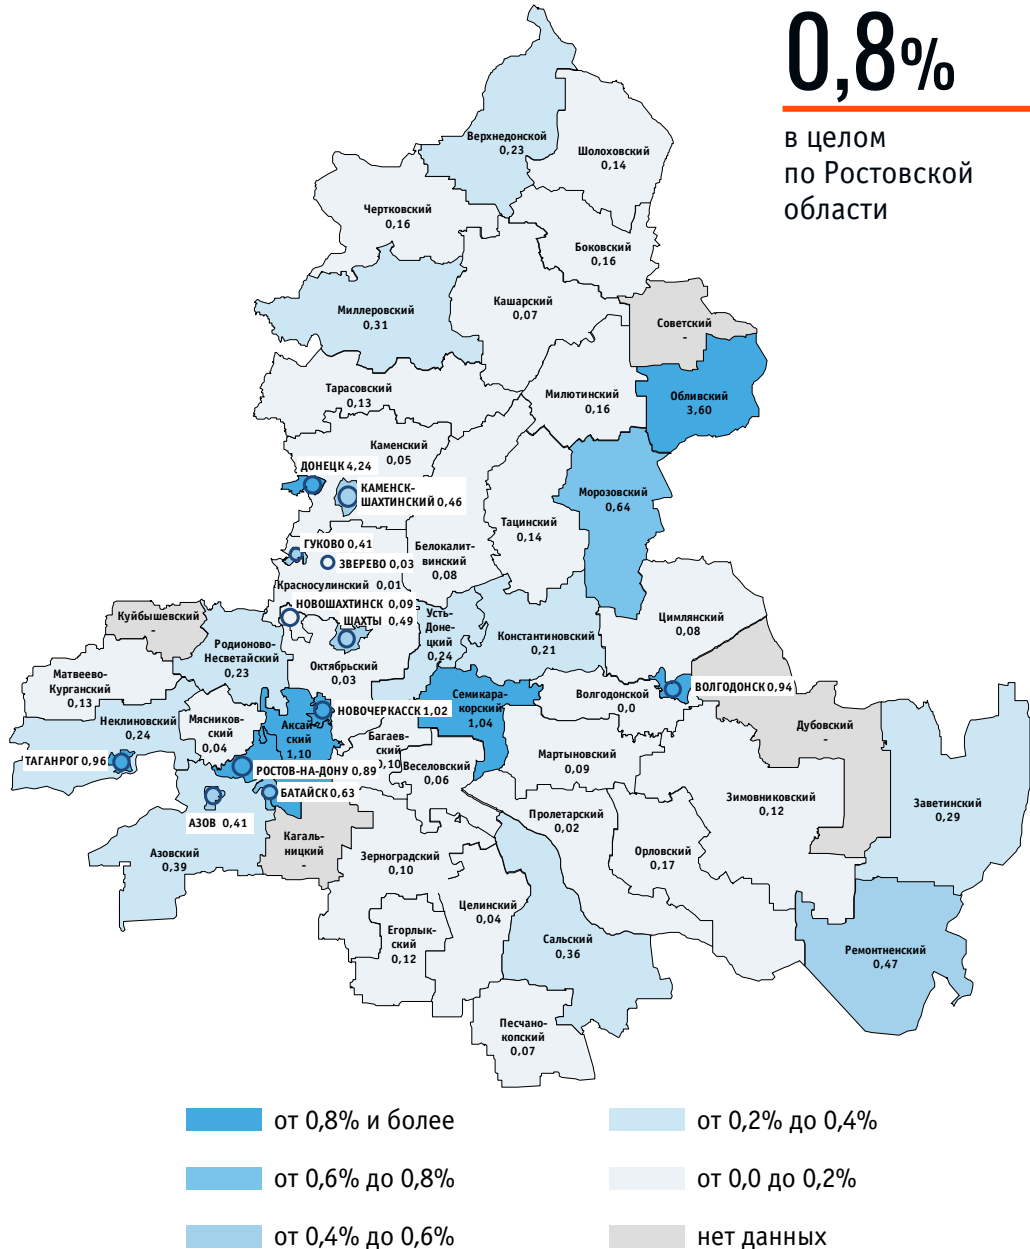 0,8%
в целом
по Ростовской
области
Верхнедонской
0,23
Шолоховский
0,14
Чертковский
0,16
Боковский
0,16
Миллеровский
0,31
Кашарский
0,07
Советский
-
Тарасовский
0,13
Милютинский
0,16
Обливский
3,60
Каменский
0,05
ДОНЕЦК 4,24
КАМЕНСК-
ШАХТИНСКИЙ 0,46
Морозовский
0,64
Тацинский
0,14
ГУКОВО 0,41
ЗВЕРЕВО 0,03
Белокалит-
винский
0,08
Красносулинский 0,01
НОВОШАХТИНСК 0,09
ШАХТЫ 0,49
Куйбышевский
-
Родионово-
Несветайский
0,23
Усть-
Доне-
цкий
0,24
Константиновский
0,21
Цимлянский
0,08
Октябрьский
0,03
Матвеево-
Курганский
0,13
Семикара-
корский
1,04
Волгодонской
0,0
ВОЛГОДОНСК 0,94
Неклиновский
0,24
Мясников-
ский
0,04
Аксай-
ский
1,10
НОВОЧЕРКАССК 1,02
Дубовский
-
Багаев-
ский
0,10
ТАГАНРОГ 0,96
РОСТОВ-НА-ДОНУ 0,89
Веселовский
0,06
Мартыновский
0,09
БАТАЙСК 0,63
Зимовниковский
0,12
Заветинский
0,29
АЗОВ 0,41
Пролетарский
0,02
Кагаль-
ницкий
-
Азовский
0,39
Зерноградский
0,10
Орловский
0,17
Целинский
0,04
Егорлык-
ский
0,12
Сальский
0,36
Ремонтненский
0,47
Песчано-
копский
0,07
от 0,8% и более
от 0,2% до 0,4%
от 0,6% до 0,8%
от 0,0 до 0,2%
от 0,4% до 0,6%
нет данных